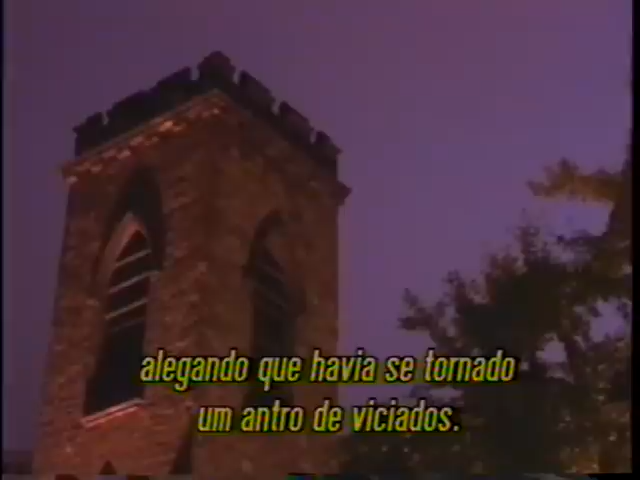 alegando que havia se tornado
um antro de viciados.